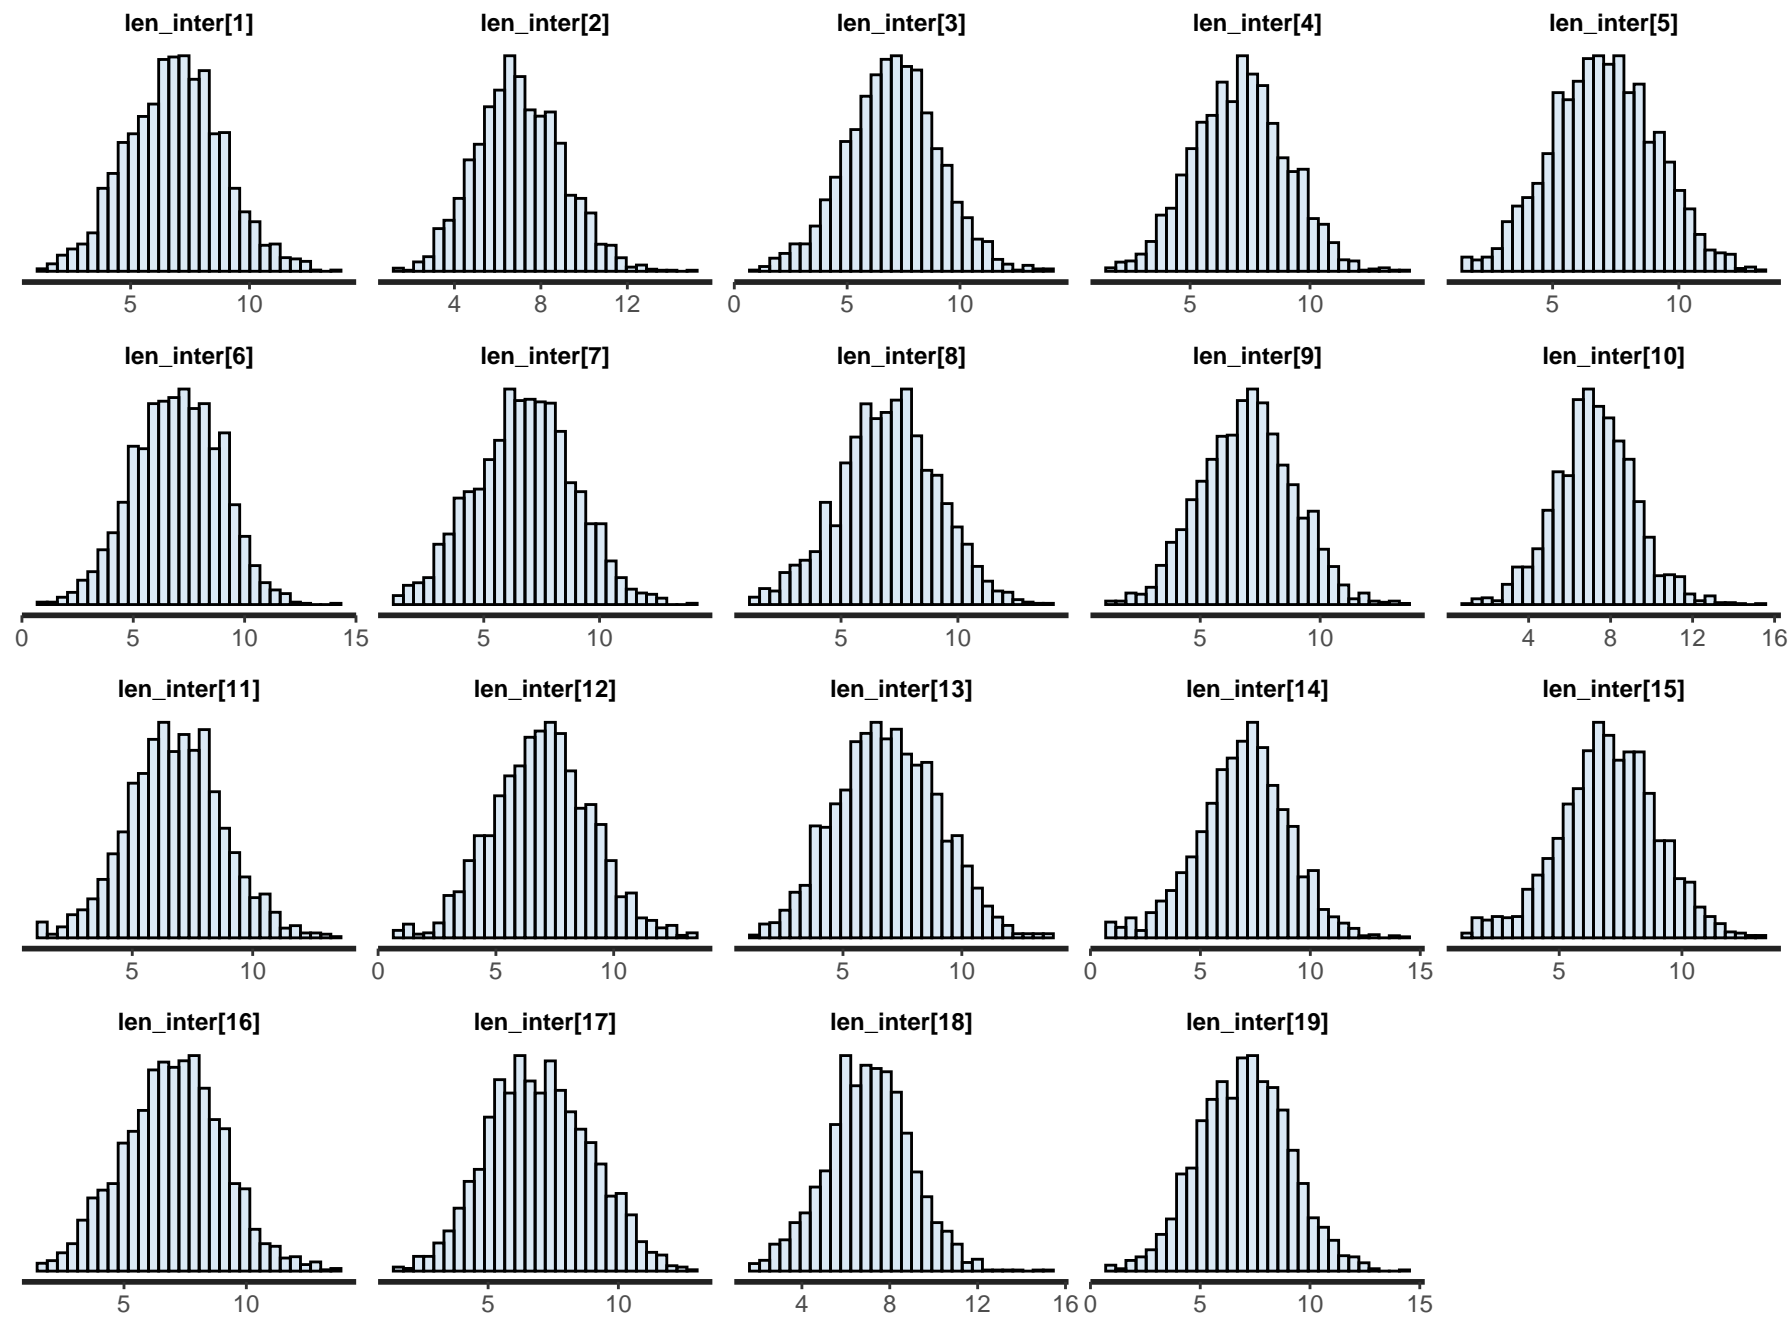 len_inter[1] len_inter[2] len_inter[3] len_inter[4] len_inter[5]
5 10 4 8 12 0 5 10 5 10 5 10
len_inter[6] len_inter[7] len_inter[8] len_inter[9] len_inter[10]
0 5 10 15 5 10 5 10 5 10 4 8 12 16
len_inter[11] len_inter[12] len_inter[13] len_inter[14] len_inter[15]
5 10 0 5 10 5 10 0 5 10 15 5 10
len_inter[16] len_inter[17] len_inter[18] len_inter[19]
5 10 5 10 4 8 12 16 0 5 10 15